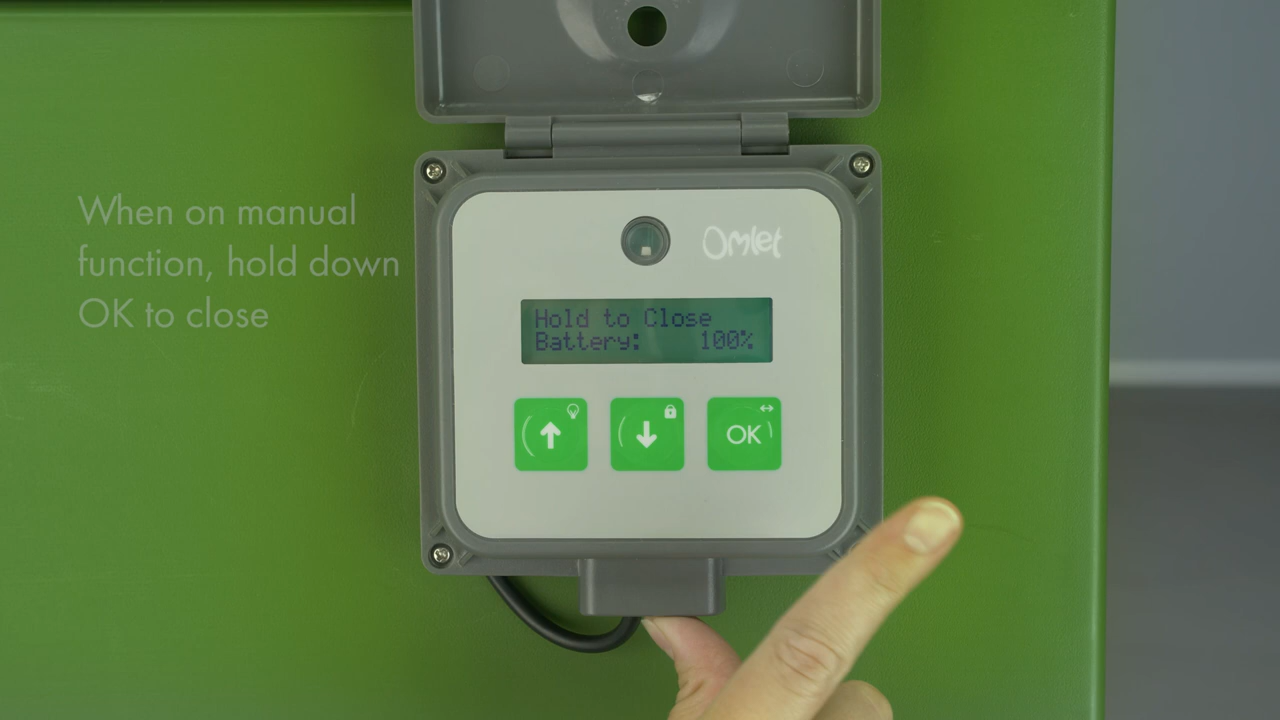 When on manual
function, hold down
OK to close
Omlet
Hold to Close
Battery: 100%
OK